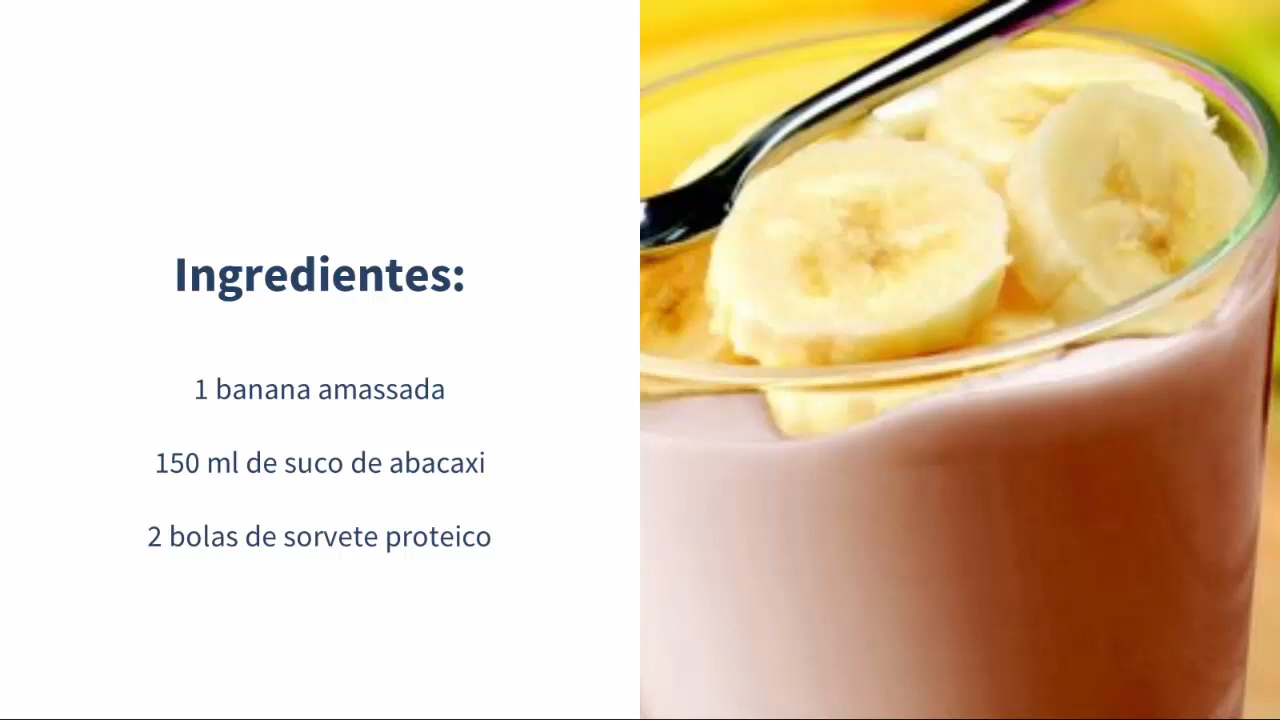 Ingredientes:
1 banana amassada
150 ml de suco de abacaxi
2 bolas de sorvete proteico